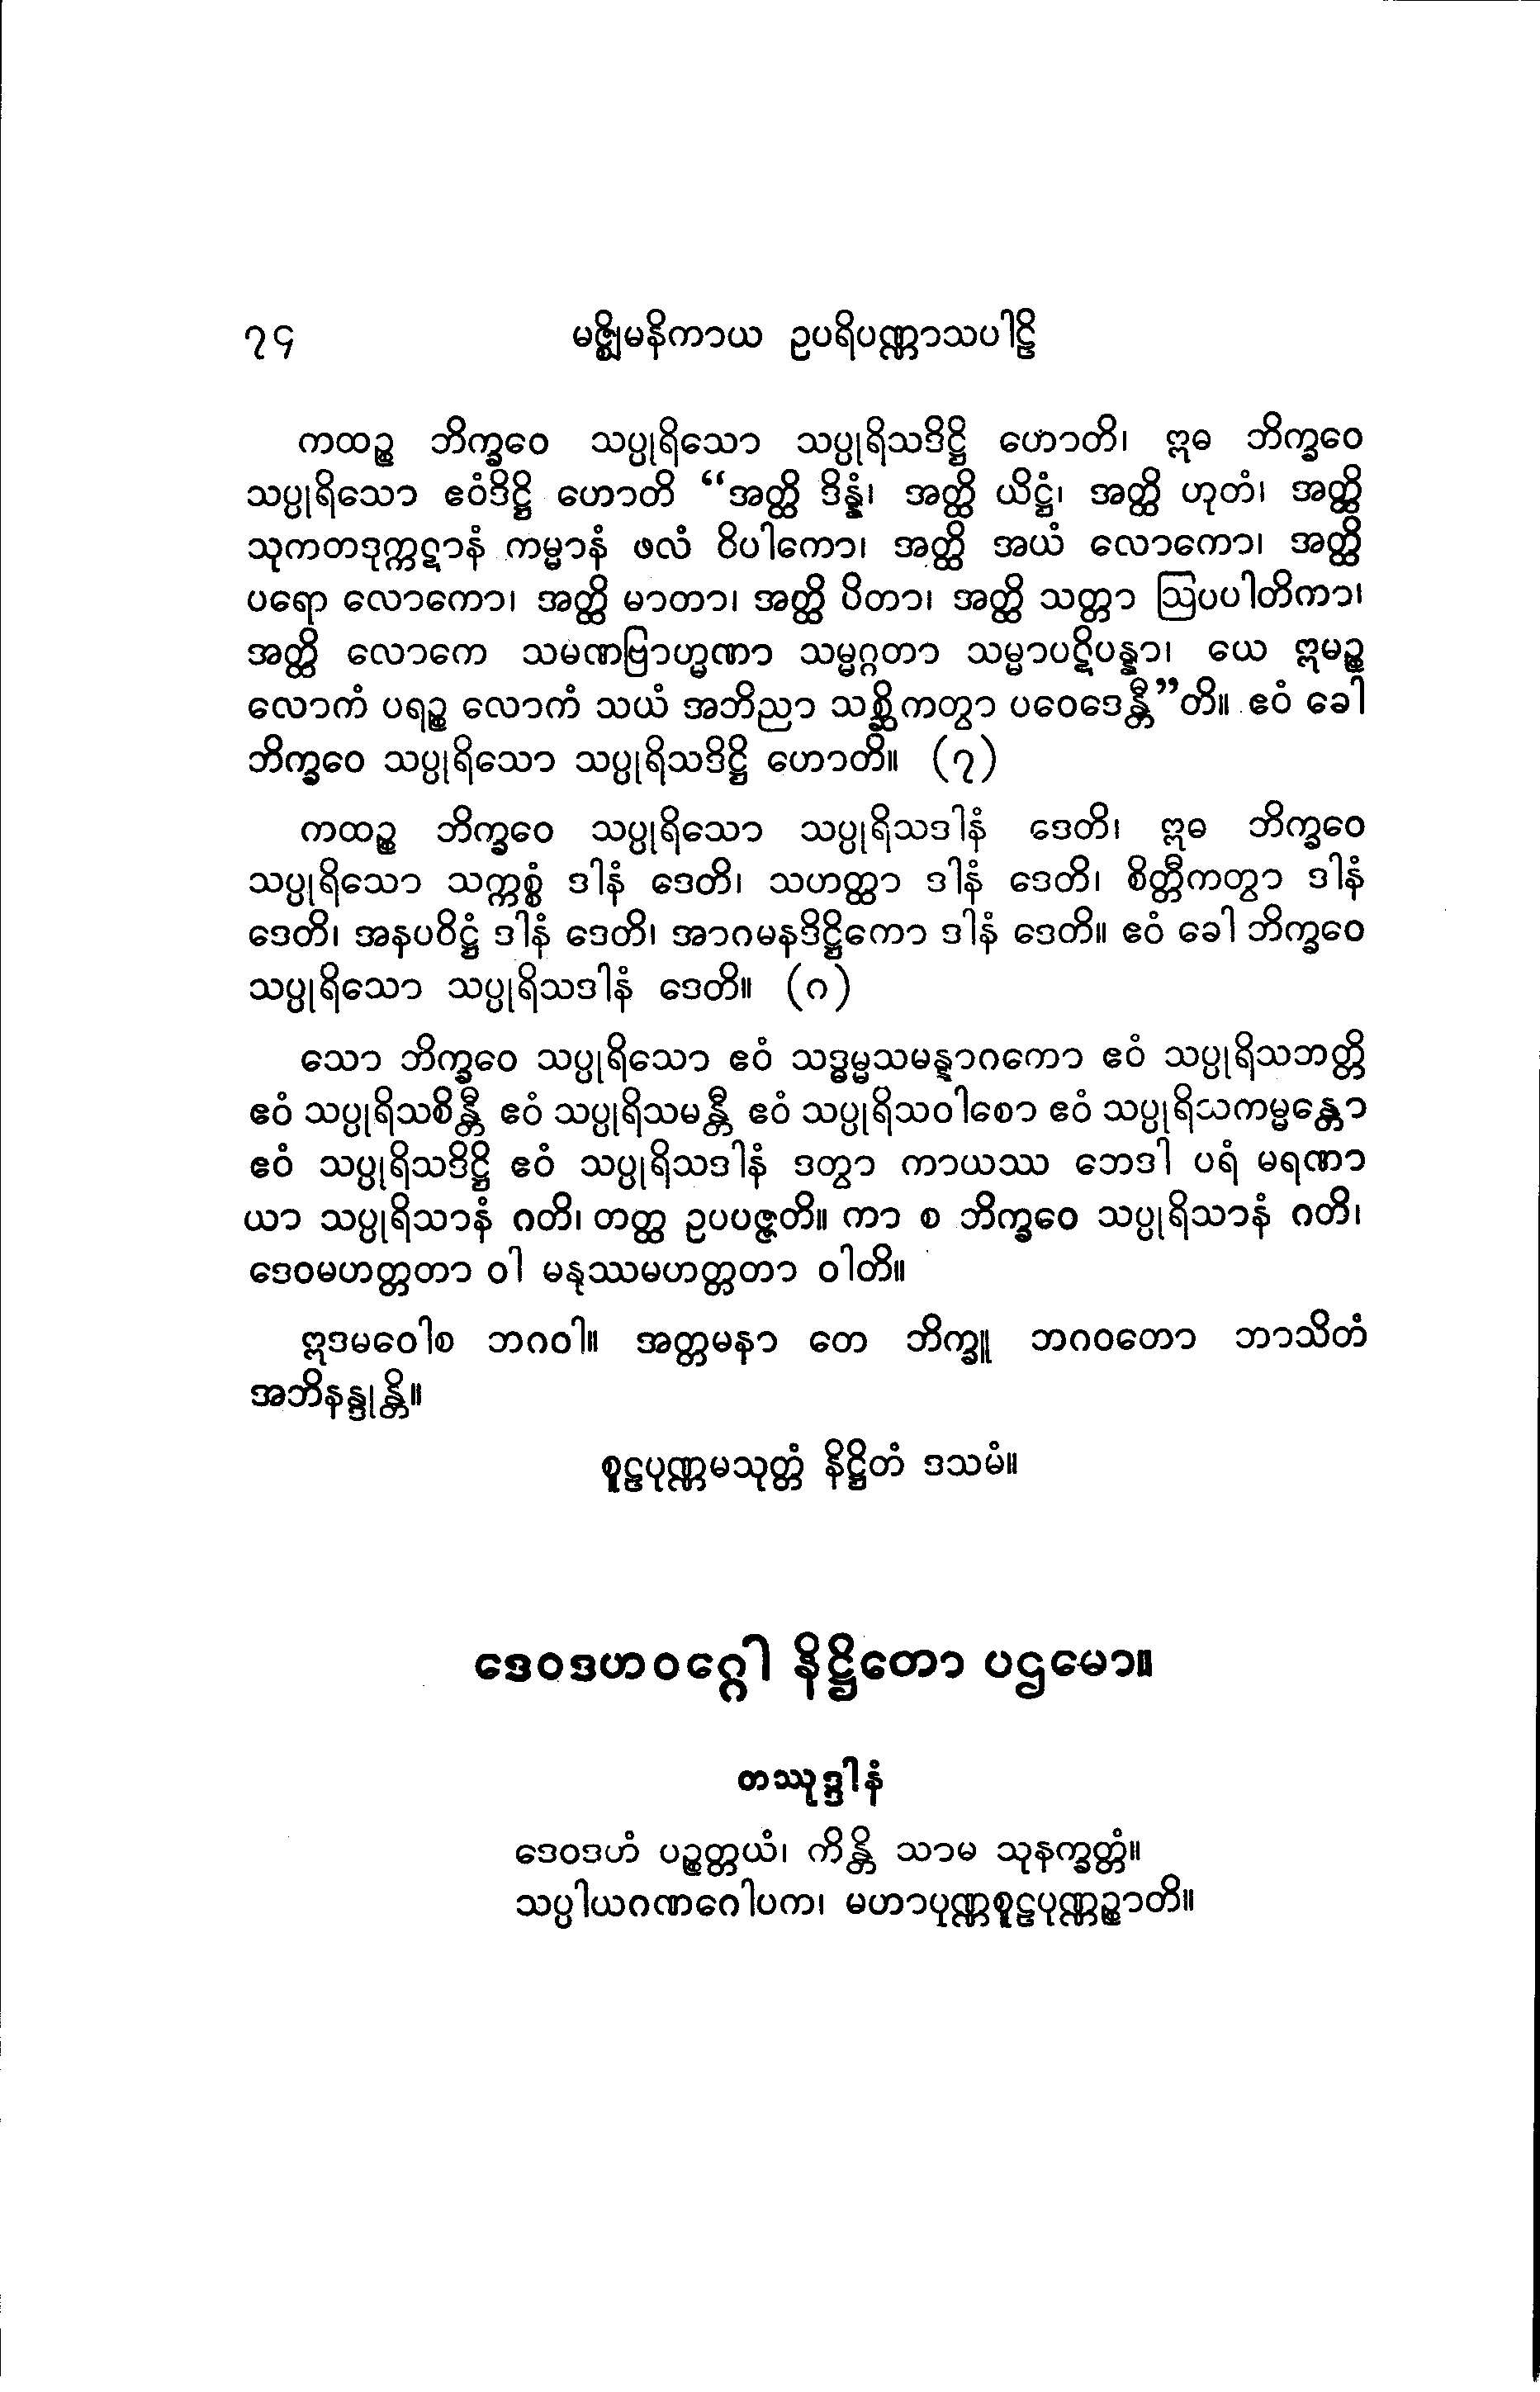 ၇၄ မဇ္ဈိမနိကာယ ဥပရိပဏ္ဏာသပါဠိ
ကထဉ္စ ဘိက္ခဝေ သပ္ပုရိသော သပ္ပုရိသဒိဋ္ဌိ ဟောတိ၊ ဣဓ ဘိက္ခဝေ
သပ္ပုရိသော ဧဝံဒိဋ္ဌိ ဟောတိ “အတ္ထိ ဒိန္နံ၊ အတ္ထိ ယိဋ္ဌံ၊ အတ္ထိ ဟုတံ၊ အတ္ထိ
သုကတဒုက္ကဋာနံ ကမ္မာနံ ဖလံ ဝိပါကော၊ အတ္ထိ အယံ လောကော၊ အတ္ထိ
ပရော လောကော၊ အတ္ထိ မာတာ၊ အတ္ထိ ပိတာ၊ အတ္ထိ သတ္တာ ဩပပါတိကာ၊
အတ္ထိ လောကေ သမဏဗြာဟ္မဏာ သမ္မဂ္ဂတာ သမ္မာပဋိပန္နာ၊ ယေ ဣမဉ္စ
လောကံ ပရဉ္စ လောကံ သယံ အဘိညာ သစ္ဆိကတွာ ပဝေဒေန္တီ”တိ။ ဧဝံ ခေါ
ဘိက္ခဝေ သပ္ပုရိသော သပ္ပုရိသဒိဋ္ဌိ ဟောတိ။ (၇)
ကထဉ္စ ဘိက္ခဝေ သပ္ပုရိသော သပ္ပုရိသဒါနံ ဒေတိ၊ ဣဓ ဘိက္ခဝေ
သပ္ပုရိသော သက္ကစ္စံ ဒါနံ ဒေတိ၊ သဟတ္ထာ ဒါနံ ဒေတိ၊ စိတ္တီကတွာ ဒါနံ
ဒေတိ၊ အနပဝိဋ္ဌံ ဒါနံ ဒေတိ၊ အာဂမနဒိဋ္ဌိကော ဒါနံ ဒေတိ။ ဧဝံ ခေါ ဘိက္ခဝေ
သပ္ပုရိသော သပ္ပုရိသဒါနံ ဒေတိ။ (ဂ)
သော ဘိက္ခဝေ သပ္ပုရိသော ဧဝံ သဒ္ဓမ္မသမန္နာဂကော ဧဝံ သပ္ပုရိသဘတ္တိ
ဧဝံ သပ္ပုရိသစိန္တီ ဧဝံ သပ္ပုရိသမန္တီ ဧဝံ သပ္ပုရိသဝါစော ဧဝံ သပ္ပုရိသကမ္မန္တော
ဧဝံ သပ္ပုရိသဒိဋ္ဌိ ဧဝံ သပ္ပုရိသဒါနံ ဒတွာ ကာယဿ ဘေဒါ ပရံ မရဏာ
ယာ သပ္ပုရိသာနံ ဂတိ၊ တတ္ထ ဥပပဇ္ဇတိ။ ကာ စ ဘိက္ခဝေ သပ္ပုရိသာနံ ဂတိ၊
ဒေဝမဟတ္တတာ ဝါ မနုဿမဟတ္တတာ ဝါတိ။
ဣဒမဝေါစ ဘဂဝါ။ အတ္တမနာ တေ ဘိက္ခူ ဘဂဝတော ဘာသိတံ
အဘိနန္ဒုန္တိ။
စူဠပုဏ္ဏမသုတ္တံ နိဋ္ဌိတံ ဒသမံ။
ဒေဝဒဟဝဂ္ဂေါ နိဋ္ဌိတော ပဌမော။
တဿုဒ္ဒါနံ
ဒေဝဒဟံ ပဉ္စတ္တယံ၊ ကိန္တိ သာမ သုနက္ခတ္တံ။
သပ္ပါယဂဏဂေါပက၊ မဟာပုဏ္ဏစူဠပုဏ္ဏဉ္စာတိ။